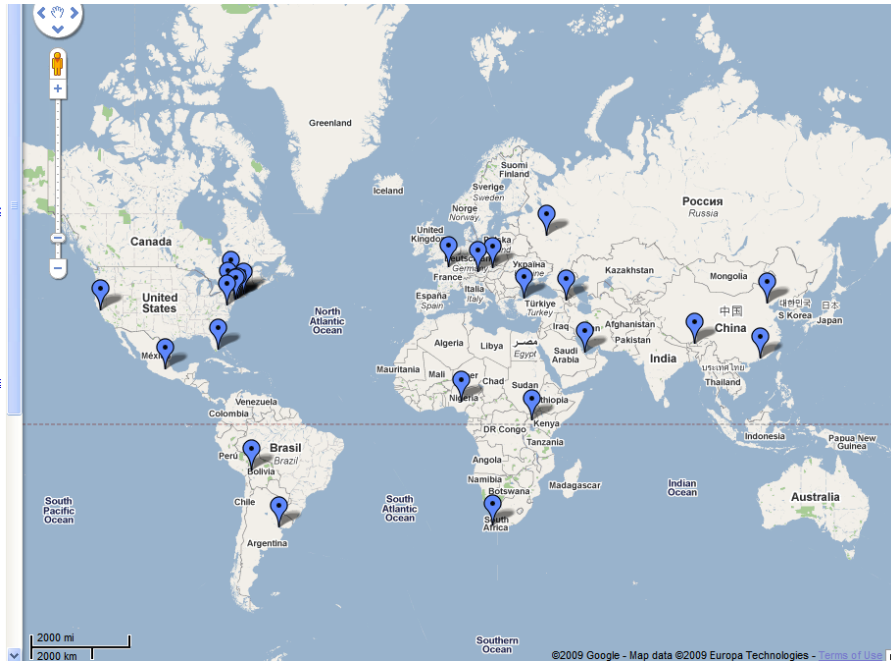 Greenland
Iceland
Suomi
Finland
Sverige
Sweden
Norge
Norway
Россия
Russia
United
Canada
Deutschland
Germany
Україна
Kazakhstan
Mongolia
France
United
States
Italia
Italy
España
Spain
Türkiye
Turkey
中国
China
대한민국
S Korea
日本
Japan
North
Atlantic
Ocean
Iraq
Afghanistan
Pakistan
Algeria
Libya
مصر
Egypt
Saudi
Arabia
India
México
ประเทศไทย
Thailand
Mauritania
Mali
Chad
Sudan
Nigeria
Ethiopia
Venezuela
Colombia
Kenya
DR Congo
Tanzania
Indonesia
Papua New
Guinea
Perú
Brasil
Brazil
Bolivia
Angola
Namibia
Botswana
Madagascar
Indian
Ocean
Australia
South
Pacific
Ocean
Chile
South
Atlantic
Ocean
South
Africa
Argentina
2000 mi
2000 km
Southern
Ocean
©2009 Google - Map data ©2009 Europa Technologies - Terms of Use